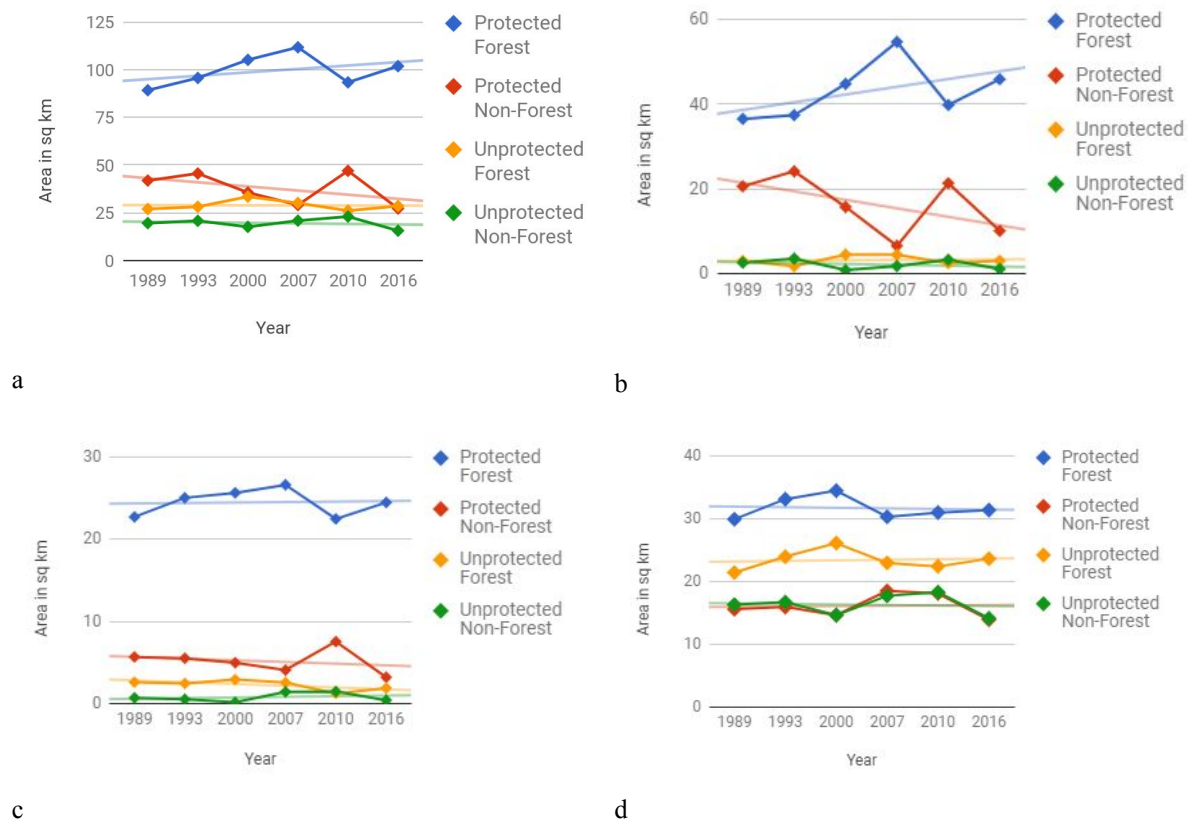 125
100
75
50
25
0
Area in sq km
1989 1993 2000 2007 2010 2016
Year
Protected
Forest
Protected
Non-Forest
Unprotected
Forest
Unprotected
Non-Forest
a
60
40
20
0
Area in sq km
1989 1993 2000 2007 2010 2016
Year
Protected
Forest
Protected
Non-Forest
Unprotected
Forest
Unprotected
Non-Forest
b
30
20
10
0
Area in sq km
1989 1993 2000 2007 2010 2016
Year
Protected
Forest
Protected
Non-Forest
Unprotected
Forest
Unprotected
Non-Forest
c
40
30
20
10
0
Area in sq km
1989 1993 2000 2007 2010 2016
Year
Protected
Forest
Protected
Non-Forest
Unprotected
Forest
Unprotected
Non-Forest
d